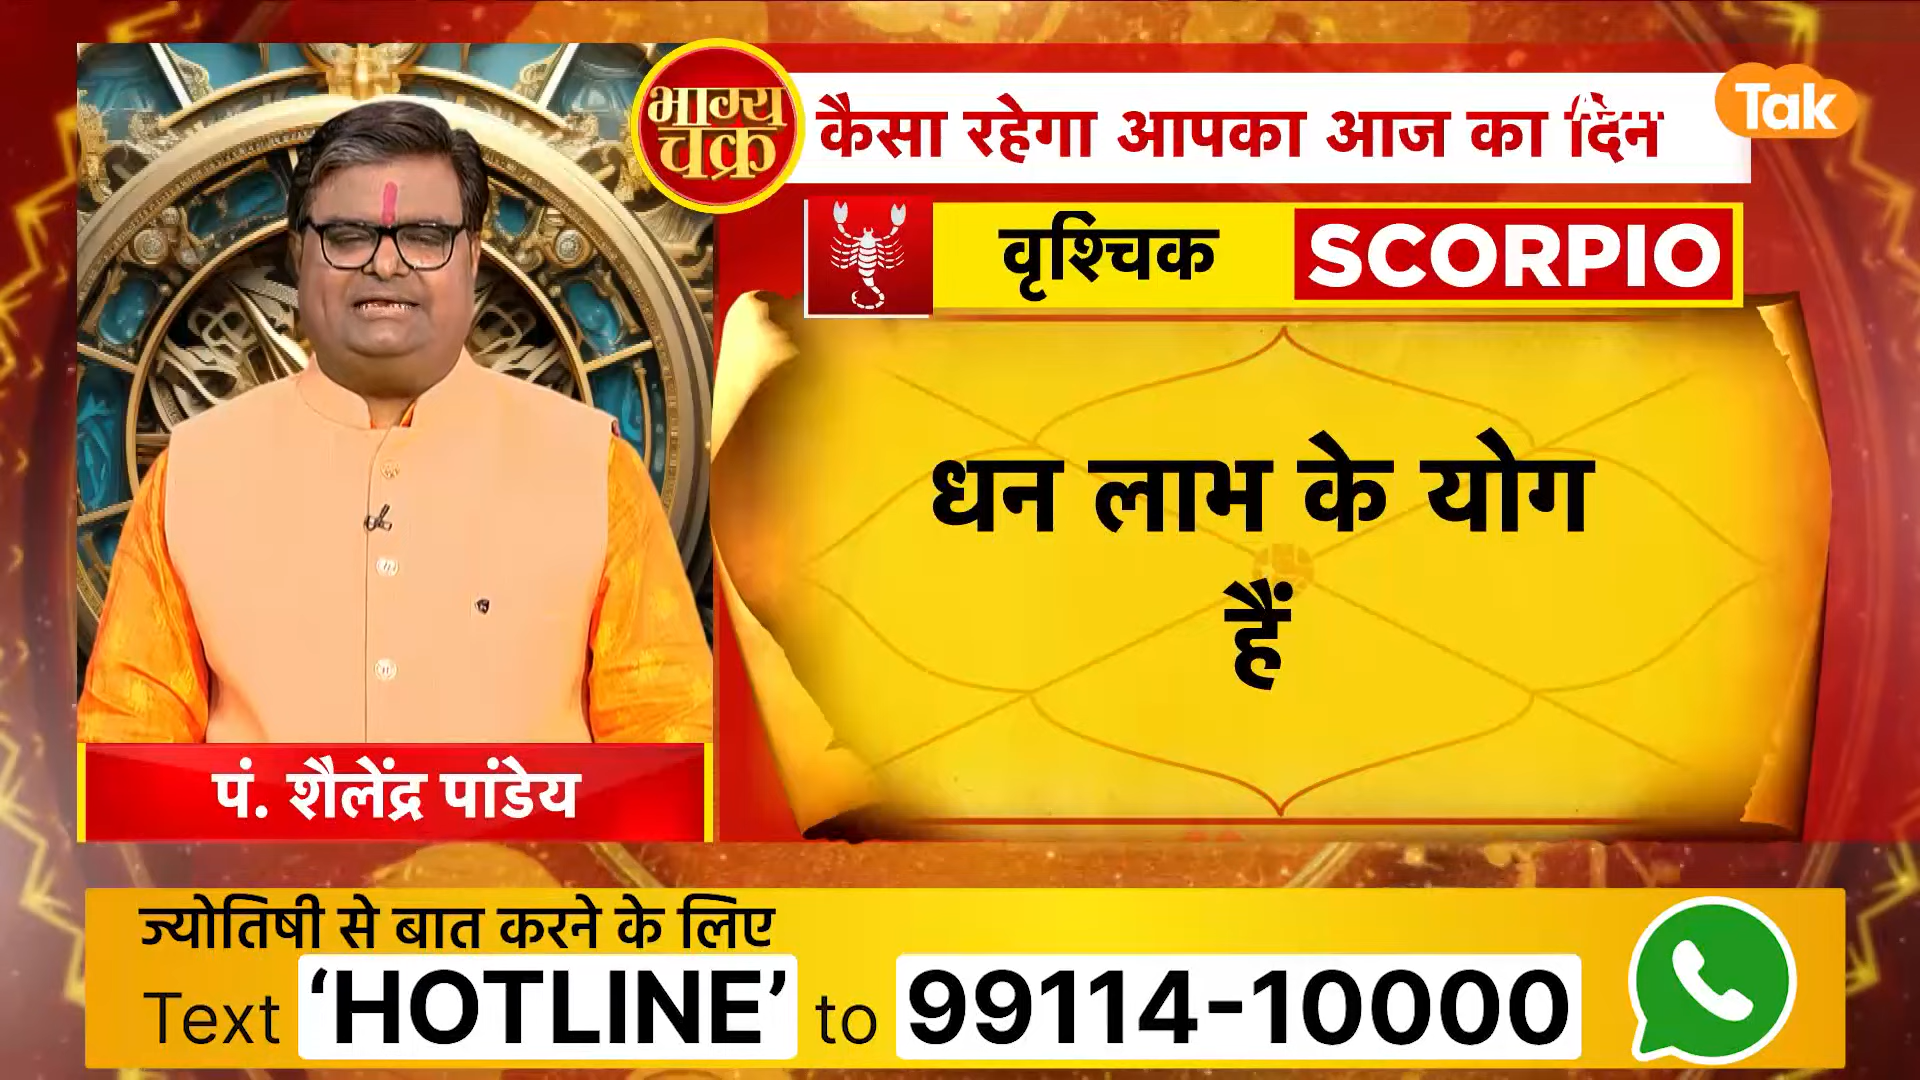 भाग्य
चक्र
कैसा रहेगा आपका आज का दिन
Tak
वृश्चिक
SCORPIO
धन लाभ के योग
हैं
पं. शैलेंद्र पांडेय
ज्योतिषी से बात करने के लिए
Text ‘HOTLINE’ to 99114-10000